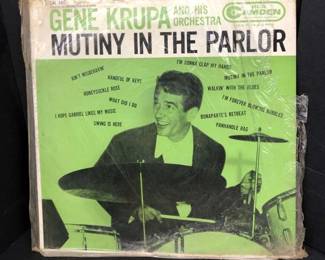 RCA
CAMDEN
GENE KRUPA AND HIS ORCHESTRA
MUTINY IN THE PARLOR
AIN'T MISBEHAVIN'
HANDFUL OF KEYS
HONEYSUCKLE ROSE
WHAT DID I DO
I HOPE GABRIEL LIKES MY MUSIC
SWING IS HERE
I'M GONNA CLAP MY HANDS
MUTINY IN THE PARLOR
WALKIN' WITH THE BLUES
I'M FOREVER BLOWING BUBBLES
BONAPARTE'S RETREAT
PANHANDLE RAG